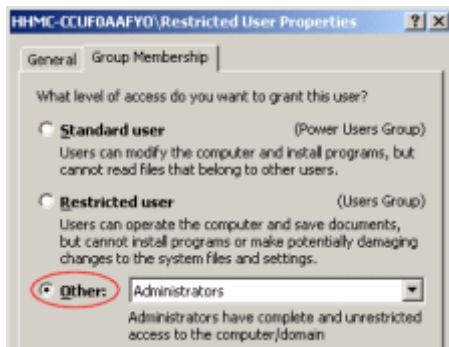 HHMC-CCUF0AAFYO\Restricted User Properties
General Group Membership
What level of access do you want to grant this user?
Standard user (Power Users Group)
Users can modify the computer and install programs, but
cannot read files that belong to other users.
Restricted user (Users Group)
Users can operate the computer and save documents,
but cannot install programs or make potentially damaging
changes to the system files and settings.
Other: Administrators
Administrators have complete and unrestricted
access to the computer/domain